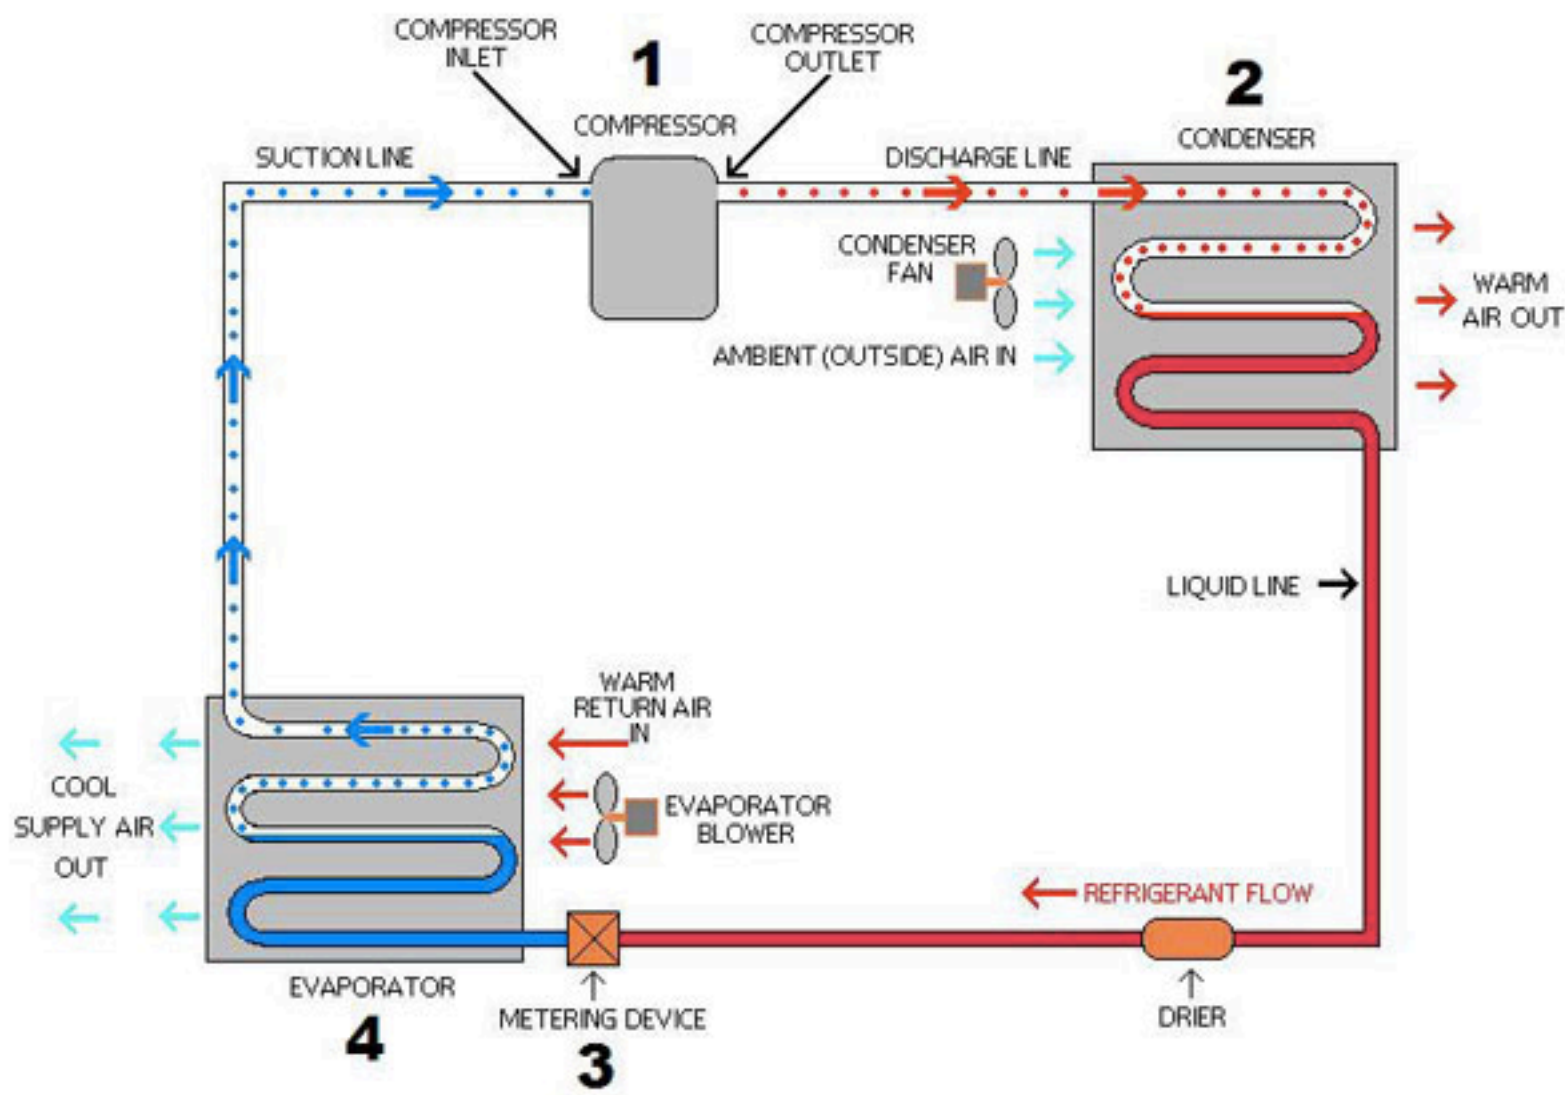 COMPRESSOR
INLET
1
COMPRESSOR
OUTLET
2
COMPRESSOR
CONDENSER
SUCTION LINE
DISCHARGE LINE
CONDENSER
FAN
WARM
AIR OUT
AMBIENT (OUTSIDE) AIR IN
LIQUID LINE
WARM
RETURN AIR
IN
COOL
SUPPLY AIR
OUT
EVAPORATOR
BLOWER
REFRIGERANT FLOW
EVAPORATOR
4
METERING DEVICE
3
DRIER